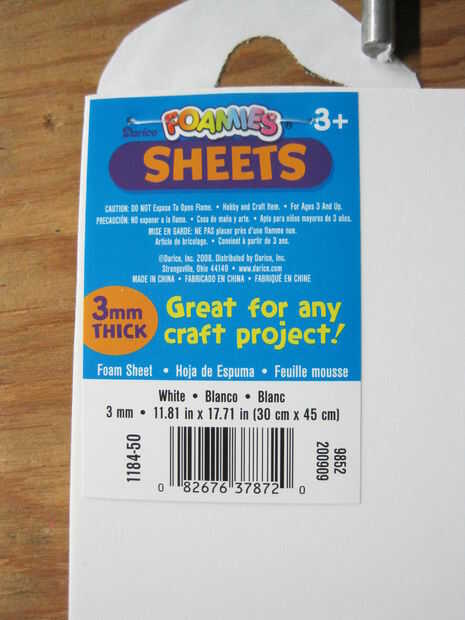 Darice FOAMIES® 3+
SHEETS
CAUTION: DO NOT Expose To Open Flame. • Hobby and Craft Item. • For Ages 3 And Up.
PRECAUCIÓN: NO exponer a la flama. • Cosa de maña y arte. • Apta para niños mayores de 3 años.
MISE EN GARDE: NE PAS placer près d'une flamme nue.
Article de bricolage. • Convient à partir de 3 ans.
©Darice, Inc. 2008. Distributed by Darice, Inc.
Strongsville, Ohio 44149 • www.darice.com
MADE IN CHINA • FABRICADO EN CHINA • FABRIQUÉ EN CHINE
3mm THICK
Great for any
craft project!
Foam Sheet • Hoja de Espuma • Feuille mousse
White • Blanco • Blanc
3 mm • 11.81 in x 17.71 in (30 cm x 45 cm)
1184-50
0 82676 37872 0
9852
200909